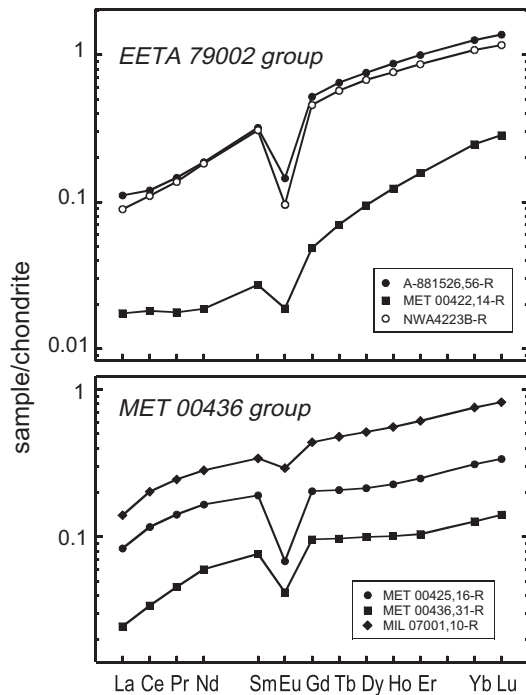 sample/chondrite
EETA 79002 group
1
0.1
0.01
A-881526,56-R
MET 00422,14-R
NWA4223B-R
MET 00436 group
1
0.1
MET 00425,16-R
MET 00436,31-R
MIL 07001,10-R
La Ce Pr Nd Sm Eu Gd Tb Dy Ho Er Yb Lu